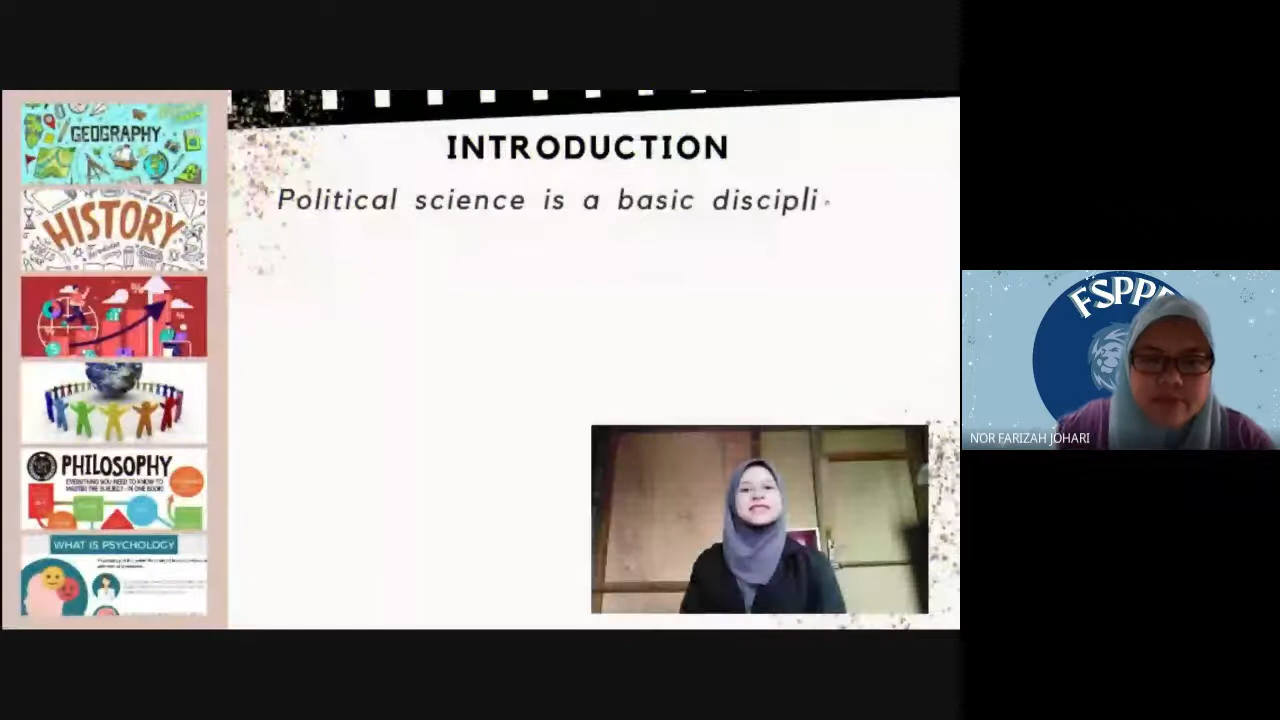 GEOGRAPHY
HISTORY
PHILOSOPHY
EVERYTHING YOU NEED TO KNOW TO
MASTER THE SUBJECT - IN ONE BOOK!
WHAT IS PSYCHOLOGY
INTRODUCTION
Political science is a basic discipli
FSPP
NOR FARIZAH JOHARI